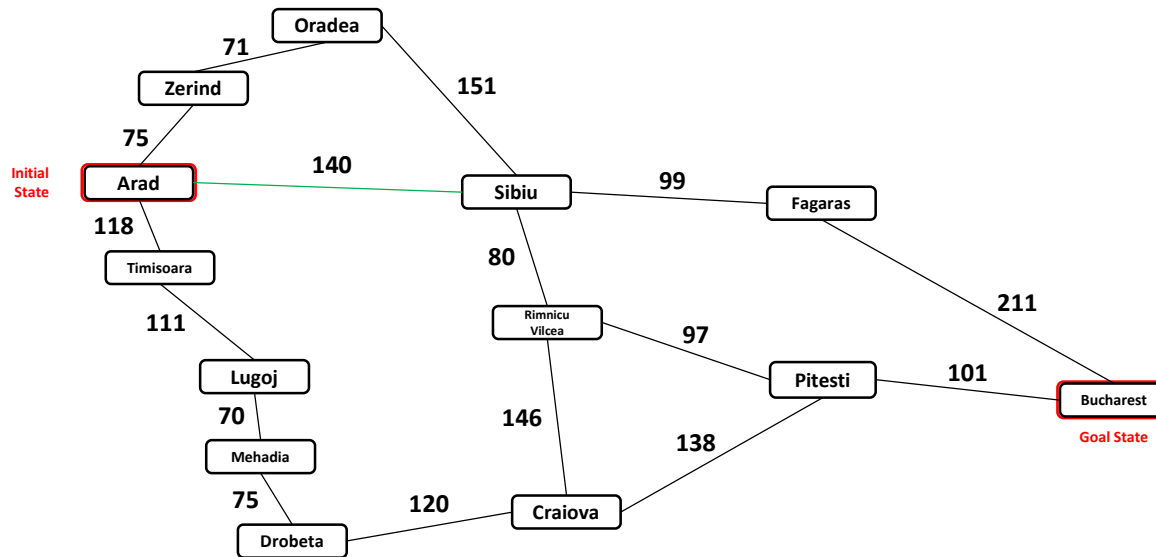 Oradea
71
Zerind
151
75
Initial
State
Arad
140
Sibiu
99
Fagaras
118
Timisoara
80
111
Rimnicu
Vilcea
97
211
Lugoj
Pitesti
101
Bucharest
70
146
138
Goal State
Mehadia
75
120
Craiova
Drobeta